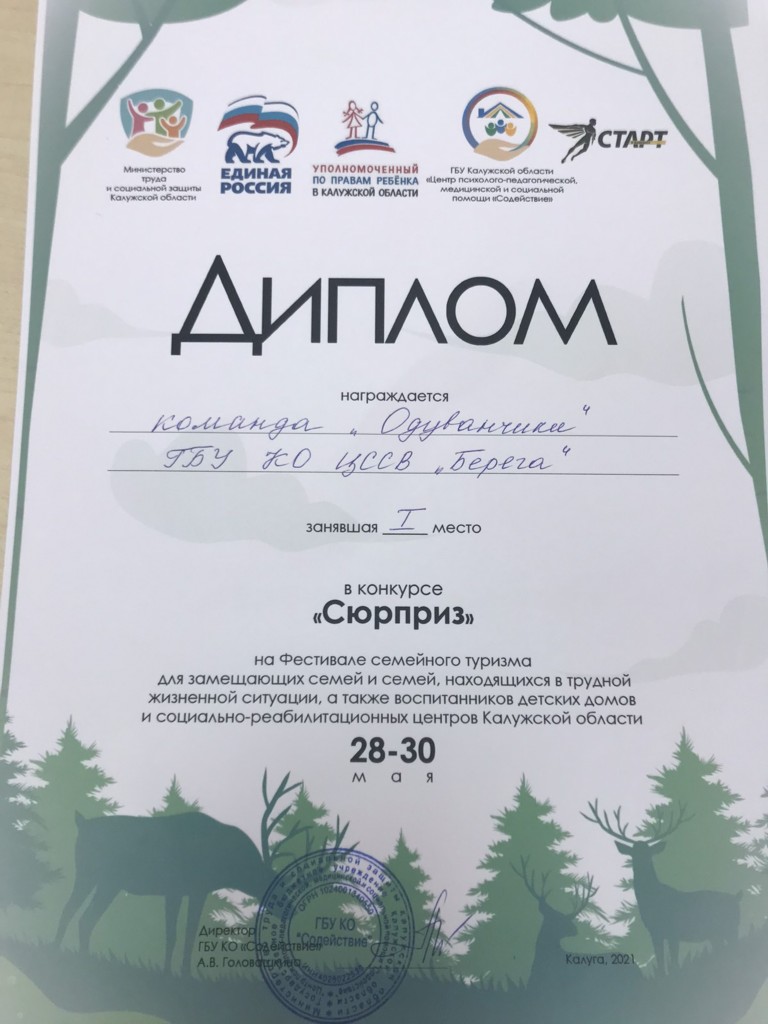 Министерство
труда
и социальной защиты
Калужской области
ЕДИНАЯ
РОССИЯ
УПОЛНОМОЧЕННЫЙ
ПО ПРАВАМ РЕБЁНКА
В КАЛУЖСКОЙ ОБЛАСТИ
ГБУ Калужской области
«Центр психолого-педагогической,
медицинской и социальной
помощи «Содействие»
СТАРТ
ДИПЛОМ
награждается
команда „Одуванчики“
ГБУ КО ЦССВ „Берега“
занявшая I место
в конкурсе
«Сюрприз»
на Фестивале семейного туризма
для замещающих семей и семей, находящихся в трудной
жизненной ситуации, а также воспитанников детских домов
и социально-реабилитационных центров Калужской области
28-30
мая
Директор
ГБУ КО «Содействие»
А.В.
ГБУ КО
"Содействие"
Калуга, 2021